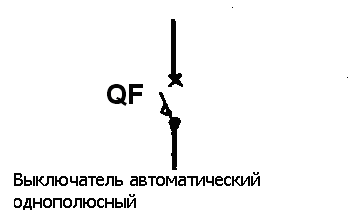 QF
Выключатель автоматический
однополюсный